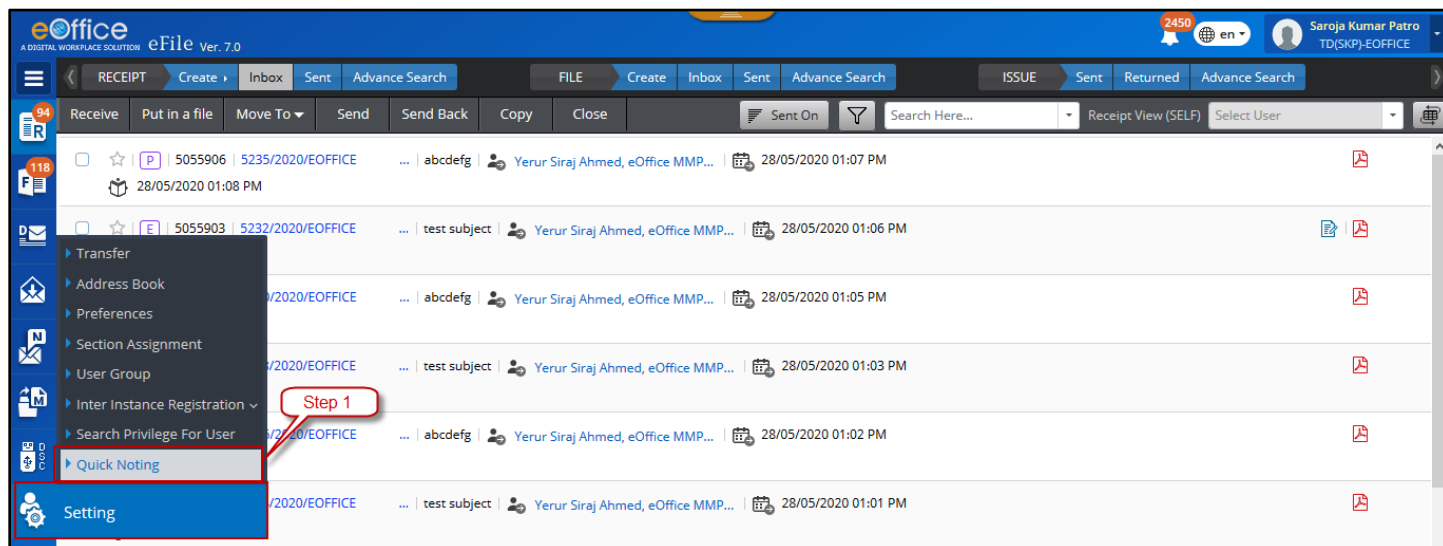 eOffice
A DIGITAL WORKPLACE SOLUTION eFile Ver. 7.0
2450
en
Saroja Kumar Patro
TD(SKP)-EOFFICE
RECEIPT Create Inbox Sent Advance Search FILE Create Inbox Sent Advance Search ISSUE Sent Returned Advance Search
94
R
Receive Put in a file Move To Send Send Back Copy Close Sent On Search Here... Receipt View (SELF) Select User
P 5055906 5235/2020/EOFFICE ... abcdefg Yerur Siraj Ahmed, eOffice MMP... 28/05/2020 01:07 PM
28/05/2020 01:08 PM
118
F
D
E 5055903 5232/2020/EOFFICE ... test subject Yerur Siraj Ahmed, eOffice MMP... 28/05/2020 01:06 PM
Transfer
Address Book
/2020/EOFFICE ... abcdefg Yerur Siraj Ahmed, eOffice MMP... 28/05/2020 01:05 PM
Preferences
N
Section Assignment
/2020/EOFFICE ... test subject Yerur Siraj Ahmed, eOffice MMP... 28/05/2020 01:03 PM
User Group
M
Inter Instance Registration
Step 1
Search Privilege For User
/2020/EOFFICE ... abcdefg Yerur Siraj Ahmed, eOffice MMP... 28/05/2020 01:02 PM
DSC
Quick Noting
Setting
/2020/EOFFICE ... test subject Yerur Siraj Ahmed, eOffice MMP... 28/05/2020 01:01 PM